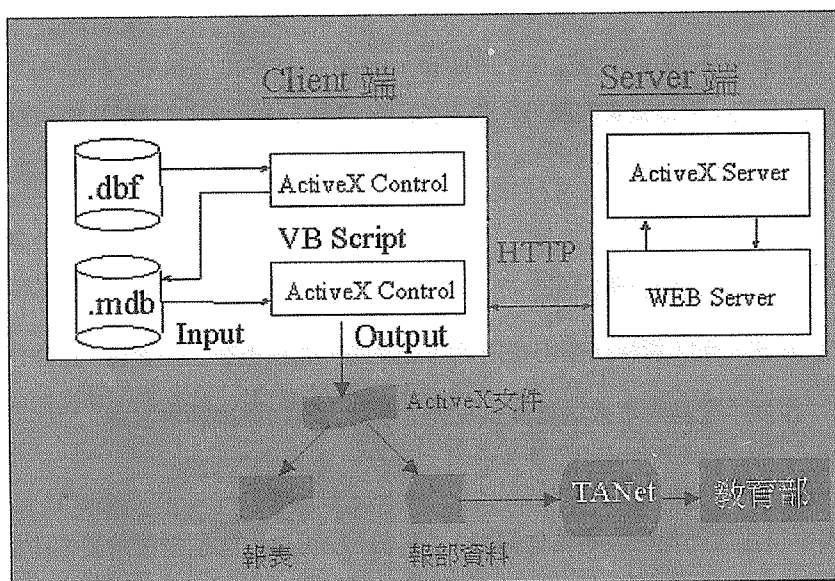 Client 端
Server 端
.dbf
ActiveX Control
ActiveX Server
VB Script
HTTP
.mdb
ActiveX Control
WEB Server
Input
Output
ActiveX文件
TANet
教育部
報表
報部資料